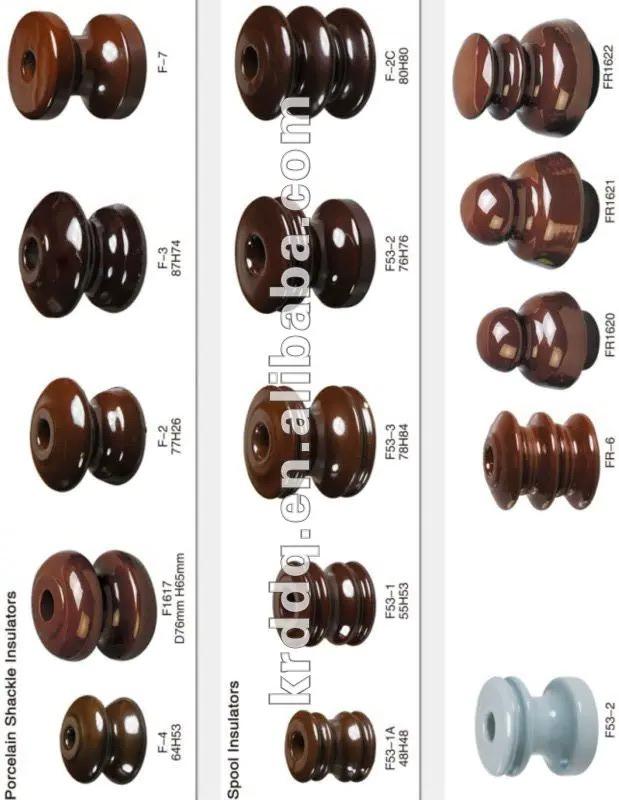 Porcelain Shackle Insulators
F-4
64H53
F1617
D76mm H65mm
F-2
77H26
F-3
87H74
F-7
Spool Insulators
F53-1A
48H48
F53-1
55H53
F53-3
78H84
F53-2
76H76
F-2C
80H80
F53-2
FR-6
FR1620
FR1621
FR1622
krddq.en.alibaba.com